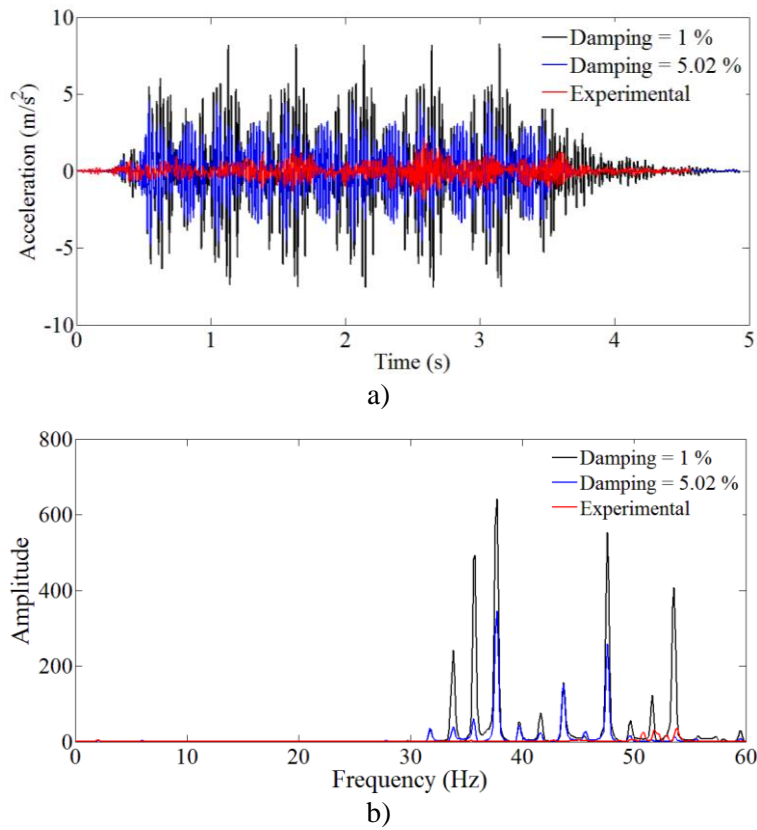 10
5
0
-5
-10
Acceleration (m/s²)
Damping = 1 %
Damping = 5.02 %
Experimental
0 1 2 3 4 5
Time (s)
a)
800
600
400
200
0
Amplitude
Damping = 1 %
Damping = 5.02 %
Experimental
0 10 20 30 40 50 60
Frequency (Hz)
b)